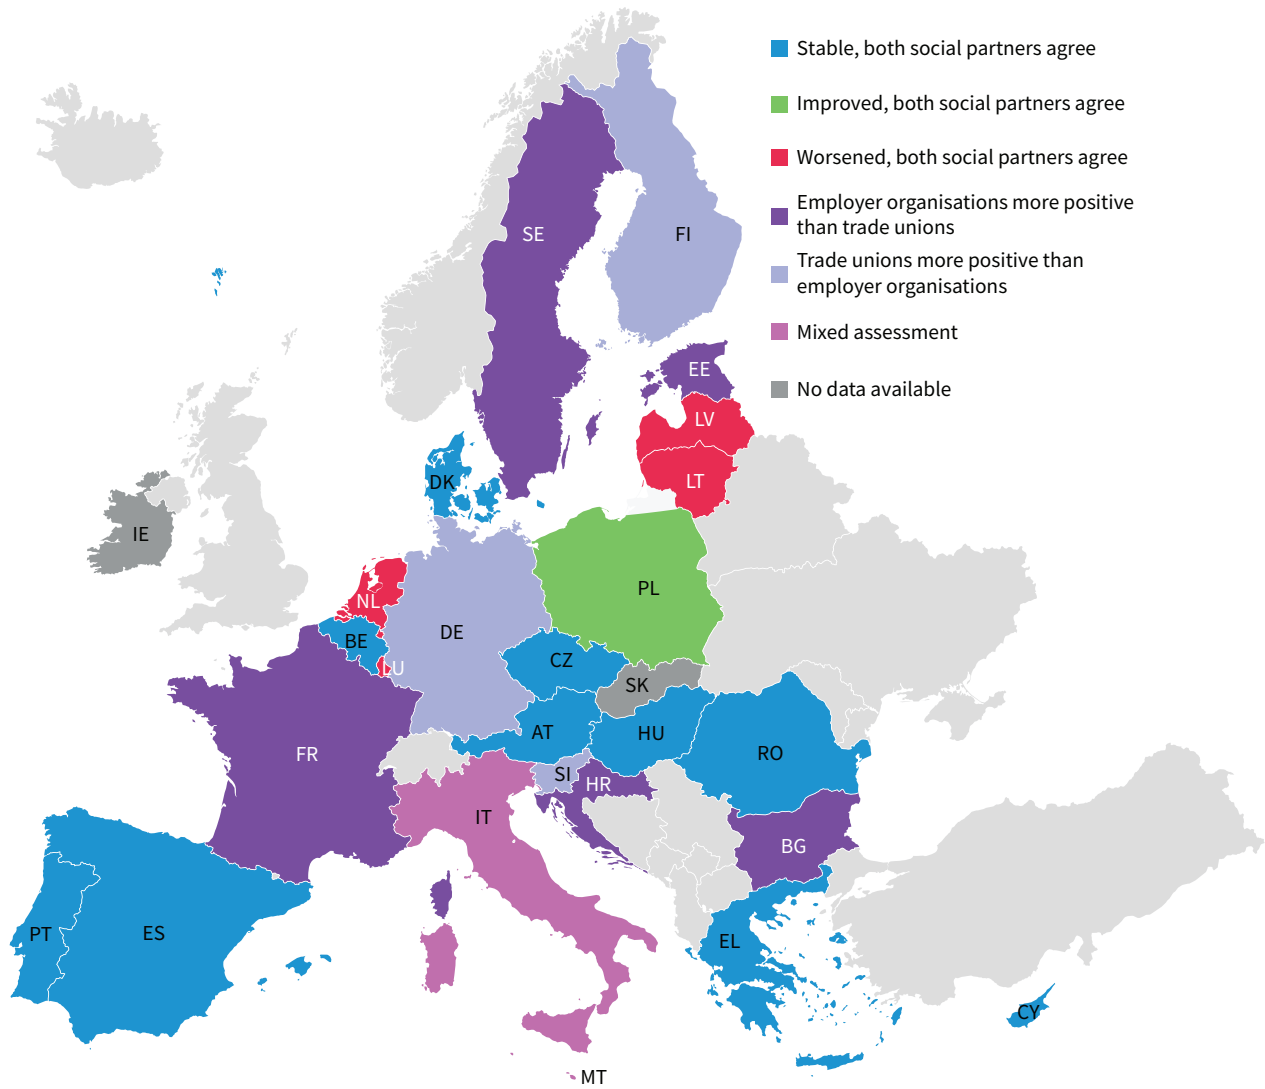 Stable, both social partners agree
Improved, both social partners agree
Worsened, both social partners agree
Employer organisations more positive
than trade unions
Trade unions more positive than
employer organisations
Mixed assessment
No data available
SE
FI
EE
LV
LT
DK
IE
PL
NL
DE
BE
LU
CZ
SK
AT
HU
FR
RO
SI
HR
IT
BG
PT
ES
EL
CY
MT